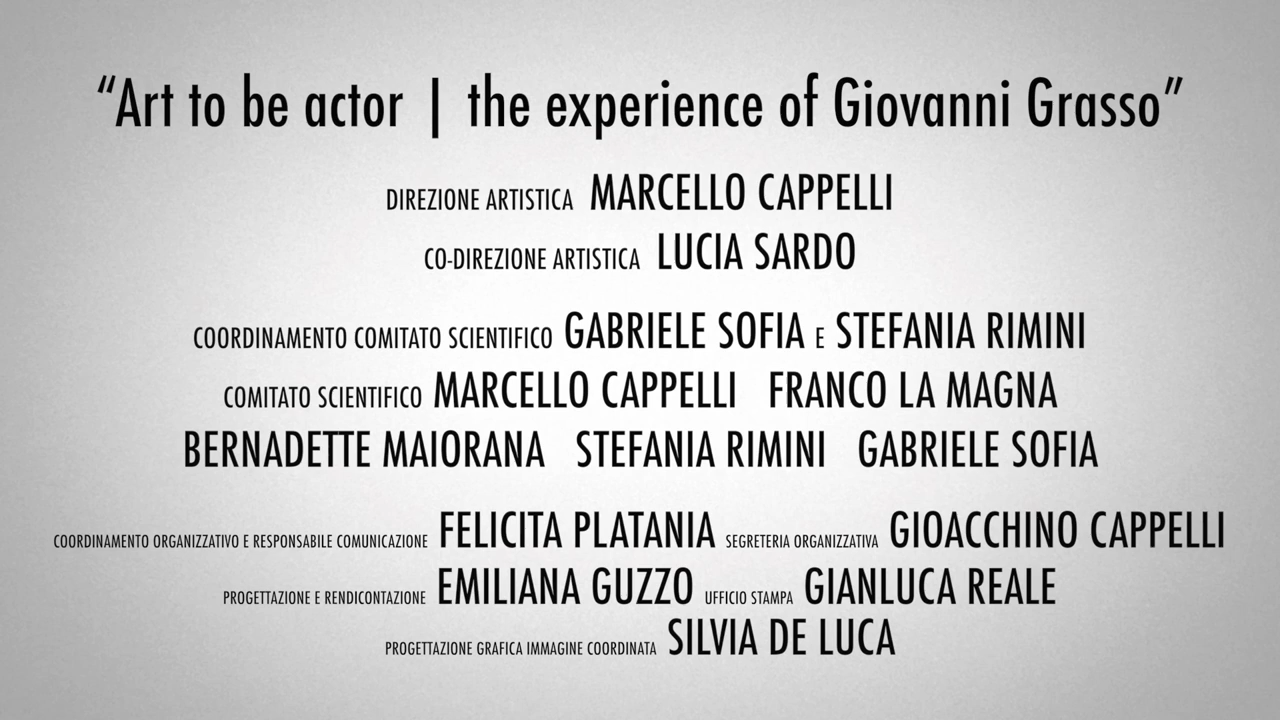 “Art to be actor | the experience of Giovanni Grasso”
DIREZIONE ARTISTICA MARCELLO CAPPELLI
CO-DIREZIONE ARTISTICA LUCIA SARDO
COORDINAMENTO COMITATO SCIENTIFICO GABRIELE SOFIA E STEFANIA RIMINI
COMITATO SCIENTIFICO MARCELLO CAPPELLI FRANCO LA MAGNA
BERNADETTE MAIORANA STEFANIA RIMINI GABRIELE SOFIA
COORDINAMENTO ORGANIZZATIVO E RESPONSABILE COMUNICAZIONE FELICITA PLATANIA SEGRETERIA ORGANIZZATIVA GIOACCHINO CAPPELLI
PROGETTAZIONE E RENDICONTAZIONE EMILIANA GUZZO UFFICIO STAMPA GIANLUCA REALE
PROGETTAZIONE GRAFICA IMMAGINE COORDINATA SILVIA DE LUCA